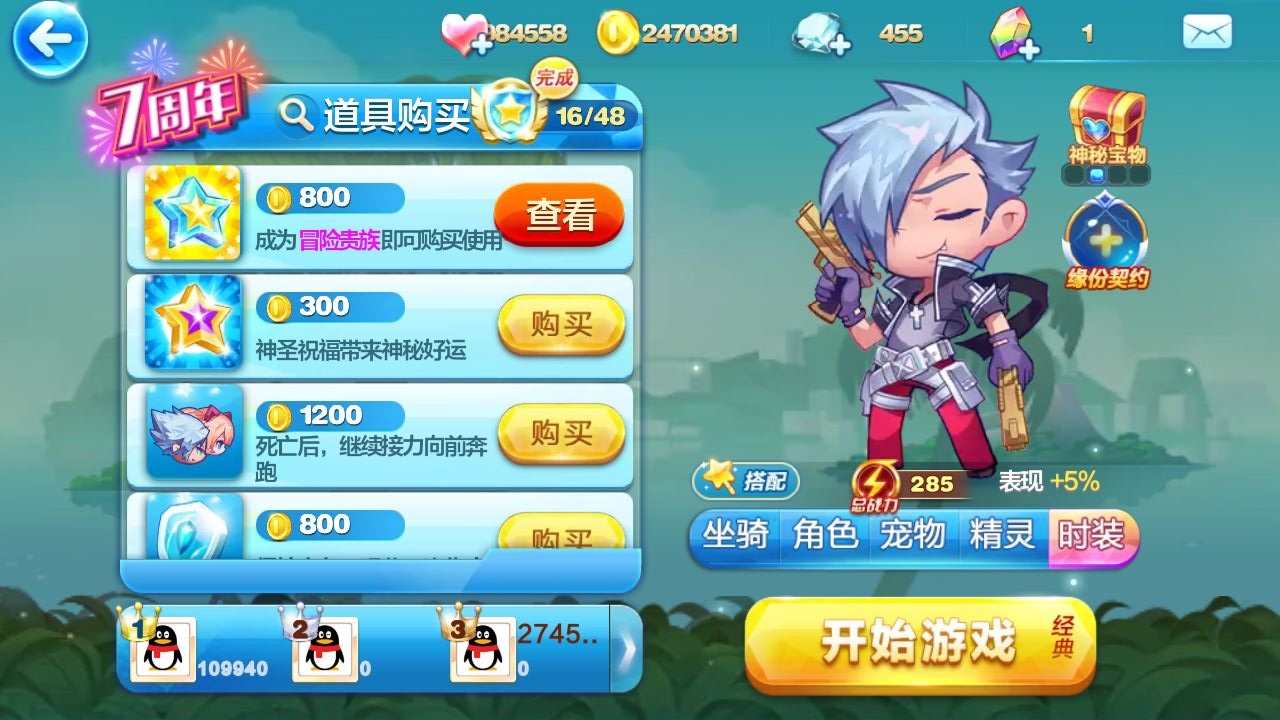 984558
2470381
455
1
7周年
道具购买
完成
16/48
神秘宝物
缘份契约
800
成为冒险贵族即可购买使用
查看
300
神圣祝福带来神秘好运
购买
1200
死亡后，继续接力向前奔
跑
购买
800
购买
搭配
总战力
285
表现 +5%
坐骑 角色 宠物 精灵 时装
1
109940
2
0
3
2745..
0
开始游戏
经典